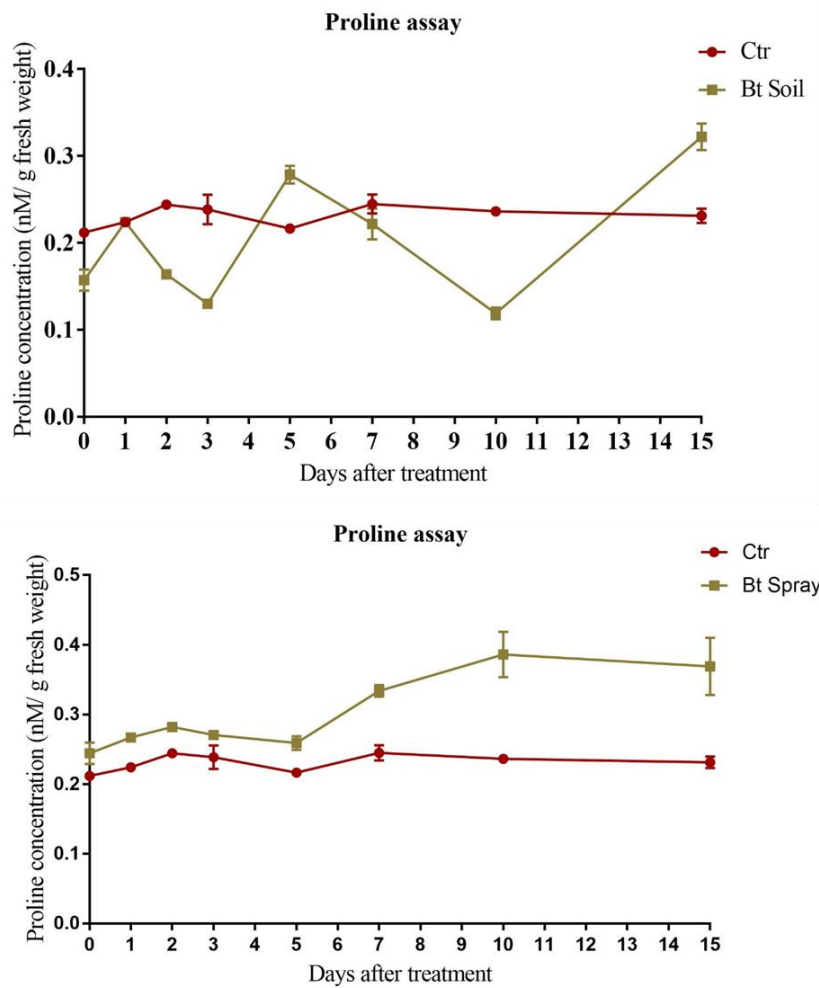 Proline assay
Ctr
Bt Soil
Proline concentration (nM/ g fresh weight)
0.4
0.3
0.2
0.1
0.0
0 1 2 3 4 5 6 7 8 9 10 11 12 13 14 15
Days after treatment
Proline assay
Ctr
Bt Spray
Proline concentration (nM/ g fresh weight)
0.5
0.4
0.3
0.2
0.1
0.0
0 1 2 3 4 5 6 7 8 9 10 11 12 13 14 15
Days after treatment